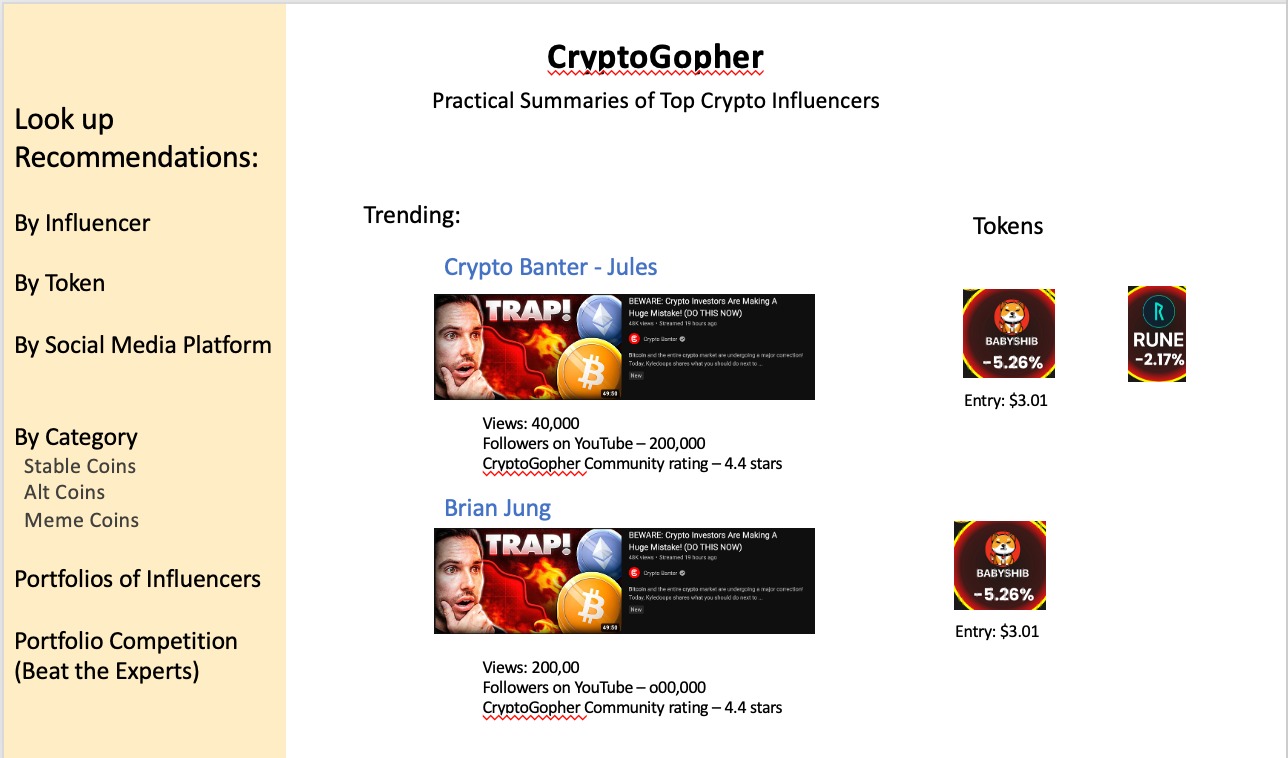 CryptoGopher
Practical Summaries of Top Crypto Influencers
Look up
Recommendations:
By Influencer
By Token
By Social Media Platform
By Category
Stable Coins
Alt Coins
Meme Coins
Portfolios of Influencers
Portfolio Competition
(Beat the Experts)
Trending:
Tokens
Crypto Banter - Jules
TRAP!
49:50
BEWARE: Crypto Investors Are Making A
Huge Mistake! (DO THIS NOW)
48K views • Streamed 19 hours ago
Crypto Banter
Bitcoin and the entire crypto market are undergoing a major correction!
Today, Kyledoops shares what you should do next to ...
New
BABYSHIB
-5.26%
Entry: $3.01
RUNE
-2.17%
Views: 40,000
Followers on YouTube – 200,000
CryptoGopher Community rating – 4.4 stars
Brian Jung
TRAP!
49:50
BEWARE: Crypto Investors Are Making A
Huge Mistake! (DO THIS NOW)
48K views • Streamed 19 hours ago
Crypto Banter
Bitcoin and the entire crypto market are undergoing a major correction!
Today, Kyledoops shares what you should do next to ...
New
BABYSHIB
-5.26%
Entry: $3.01
Views: 200,00
Followers on YouTube – o00,000
CryptoGopher Community rating – 4.4 stars